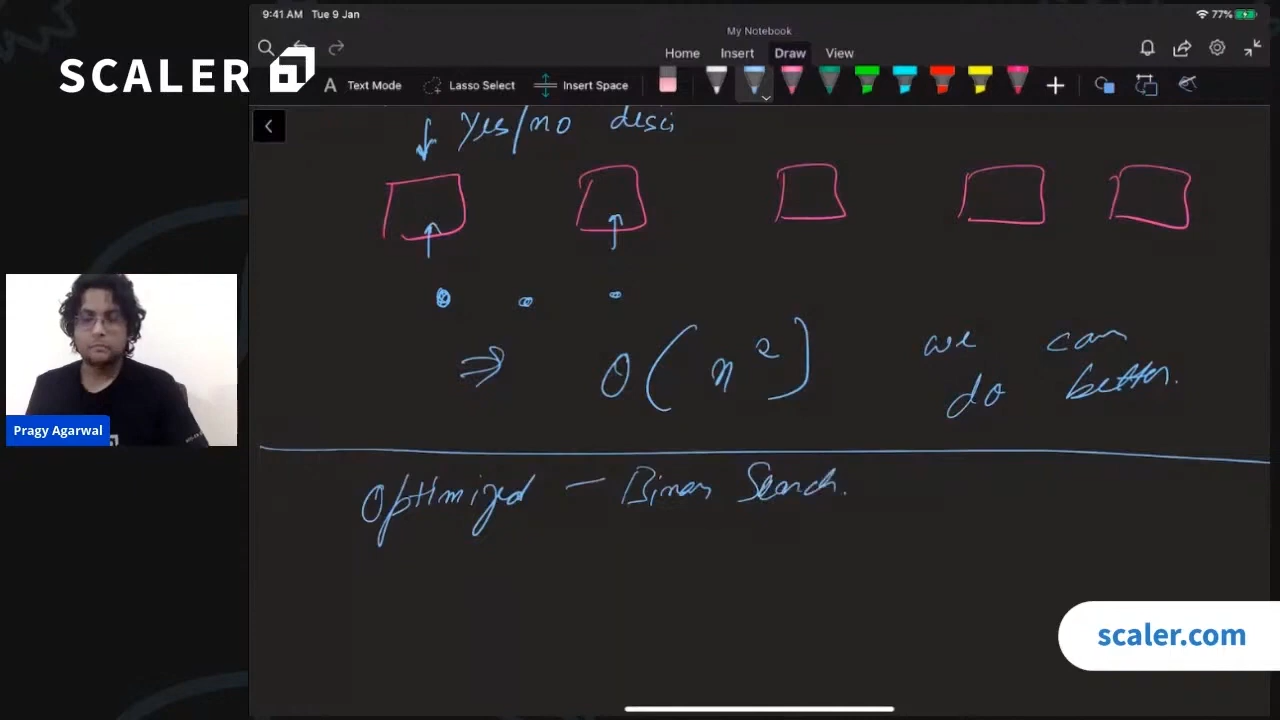 9:41 AM Tue 9 Jan
77%
My Notebook
Home Insert Draw View
SCALER
Text Mode Lasso Select Insert Space
Yes/no desci
⇒ O(n²) we can
do better.
Pragy Agarwal
Optimized - Binary Search.
scaler.com